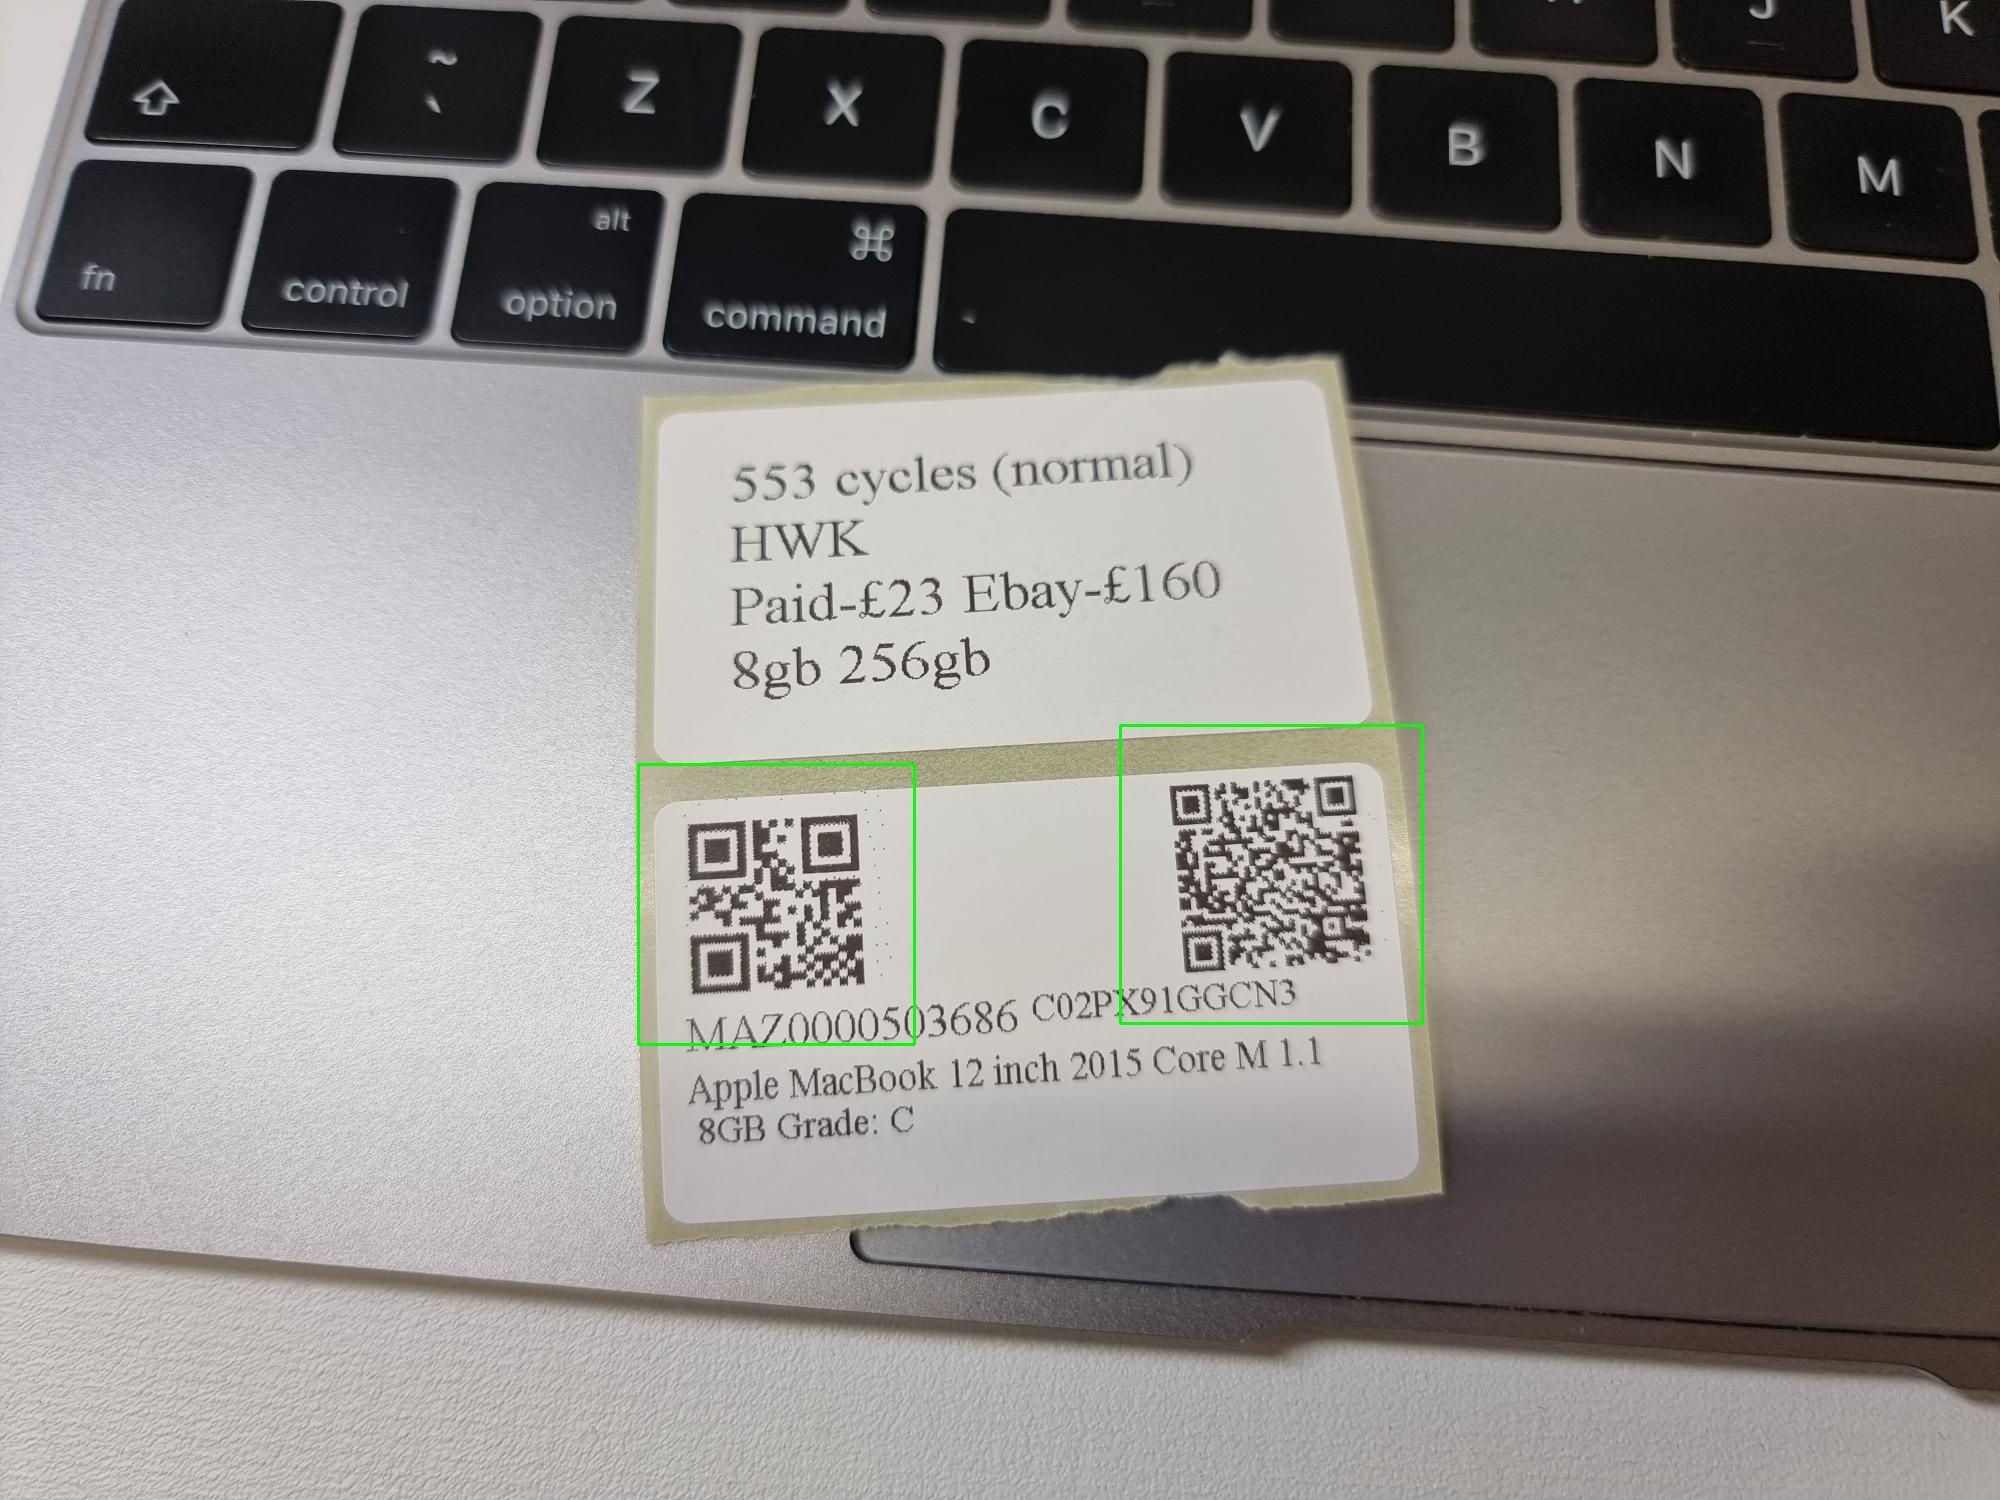 J K
~ Z X C V B N M
`
fn control alt option ⌘ command
553 cycles (normal)
HWK
Paid-£23 Ebay-£160
8gb 256gb
MAZ0000503686 C02PX91GGCN3
Apple MacBook 12 inch 2015 Core M 1.1
8GB Grade: C